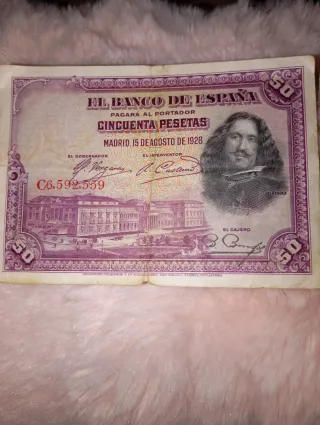 50
50
EL BANCO DE ESPAÑA
PAGARÁ AL PORTADOR
CINCUENTA PESETAS
MADRID, 15 DE AGOSTO DE 1928
EL GOBERNADOR
EL INTERVENTOR
C6,592,559
EL CAJERO
50
50